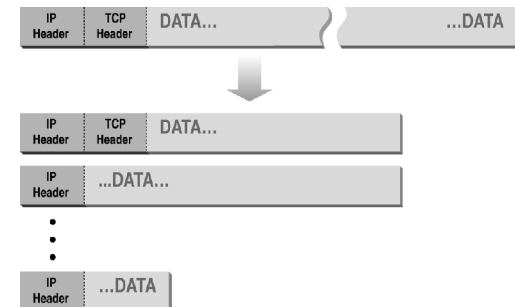 IP Header TCP Header DATA... ...DATA
IP Header TCP Header DATA...
IP Header ...DATA...
IP Header ...DATA